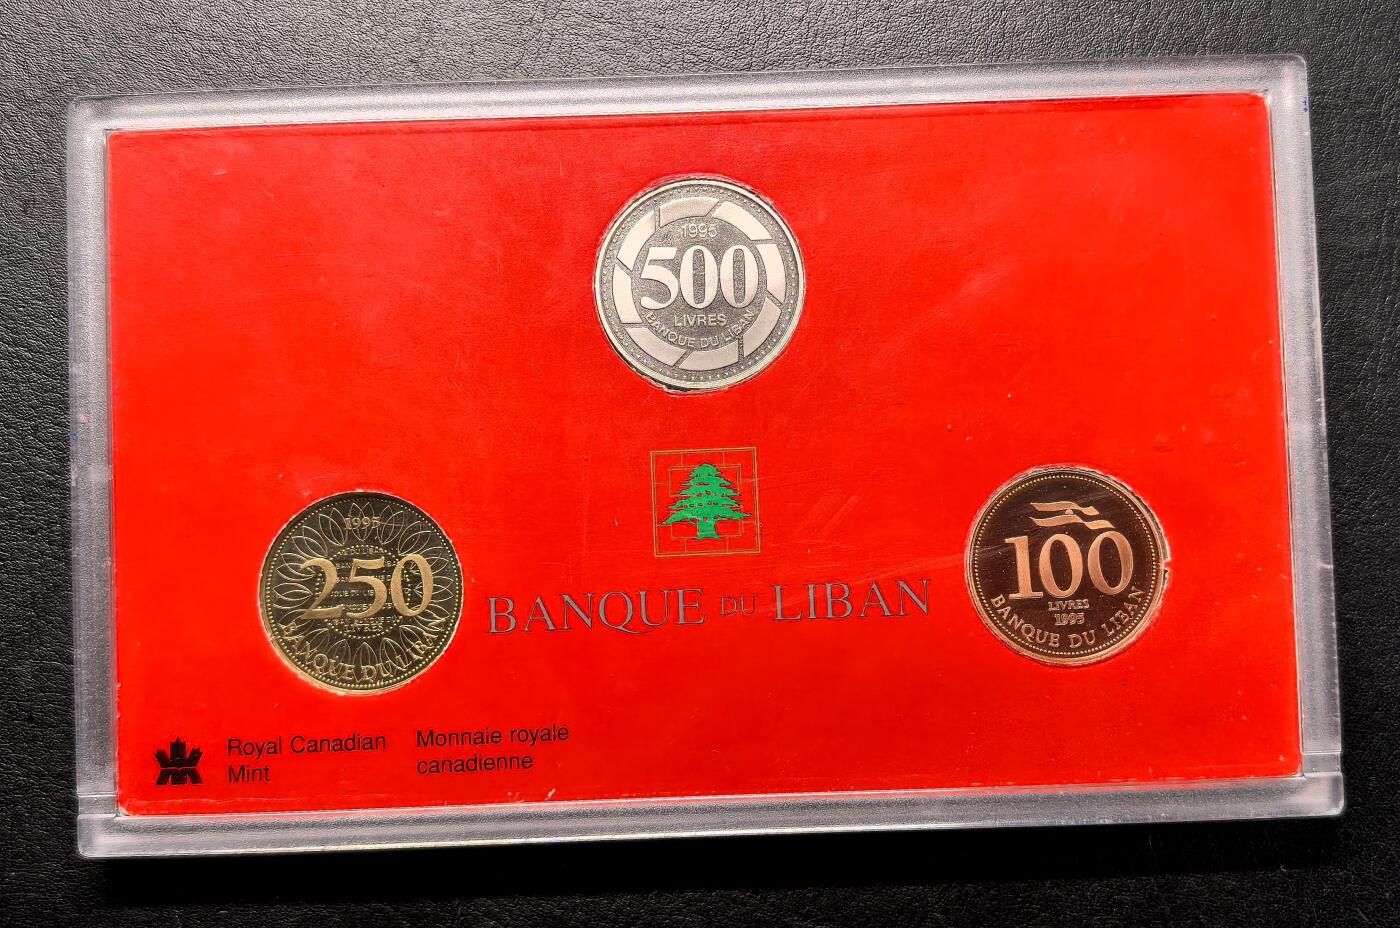 1995
500
LIVRES
BANQUE DU LIBAN
1995
250
BANQUE DU LIBAN
BANQUE DU LIBAN
100
LIVRES
1995
BANQUE DU LIBAN
Royal Canadian
Mint
Monnaie royale
canadienne